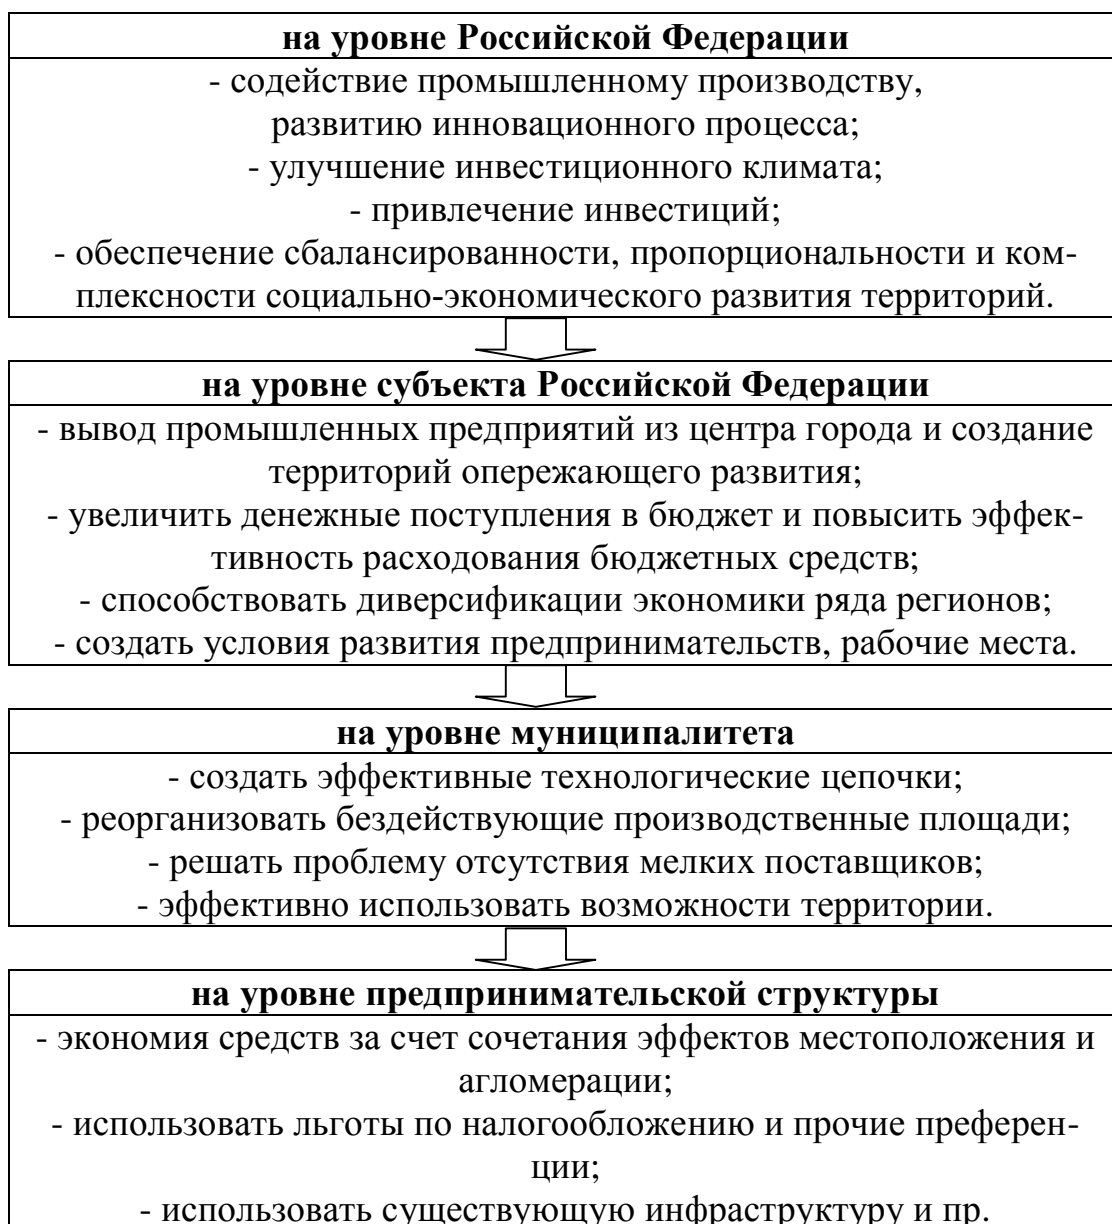 на уровне Российской Федерации
- содействие промышленному производству,
развитию инновационного процесса;
- улучшение инвестиционного климата;
- привлечение инвестиций;
- обеспечение сбалансированности, пропорциональности и ком-
плексности социально-экономического развития территорий.
на уровне субъекта Российской Федерации
- вывод промышленных предприятий из центра города и создание
территорий опережающего развития;
- увеличить денежные поступления в бюджет и повысить эффек-
тивность расходования бюджетных средств;
- способствовать диверсификации экономики ряда регионов;
- создать условия развития предпринимательств, рабочие места.
на уровне муниципалитета
- создать эффективные технологические цепочки;
- реорганизовать бездействующие производственные площади;
- решать проблему отсутствия мелких поставщиков;
- эффективно использовать возможности территории.
на уровне предпринимательской структуры
- экономия средств за счет сочетания эффектов местоположения и
агломерации;
- использовать льготы по налогообложению и прочие преферен-
ции;
- использовать существующую инфраструктуру и пр.